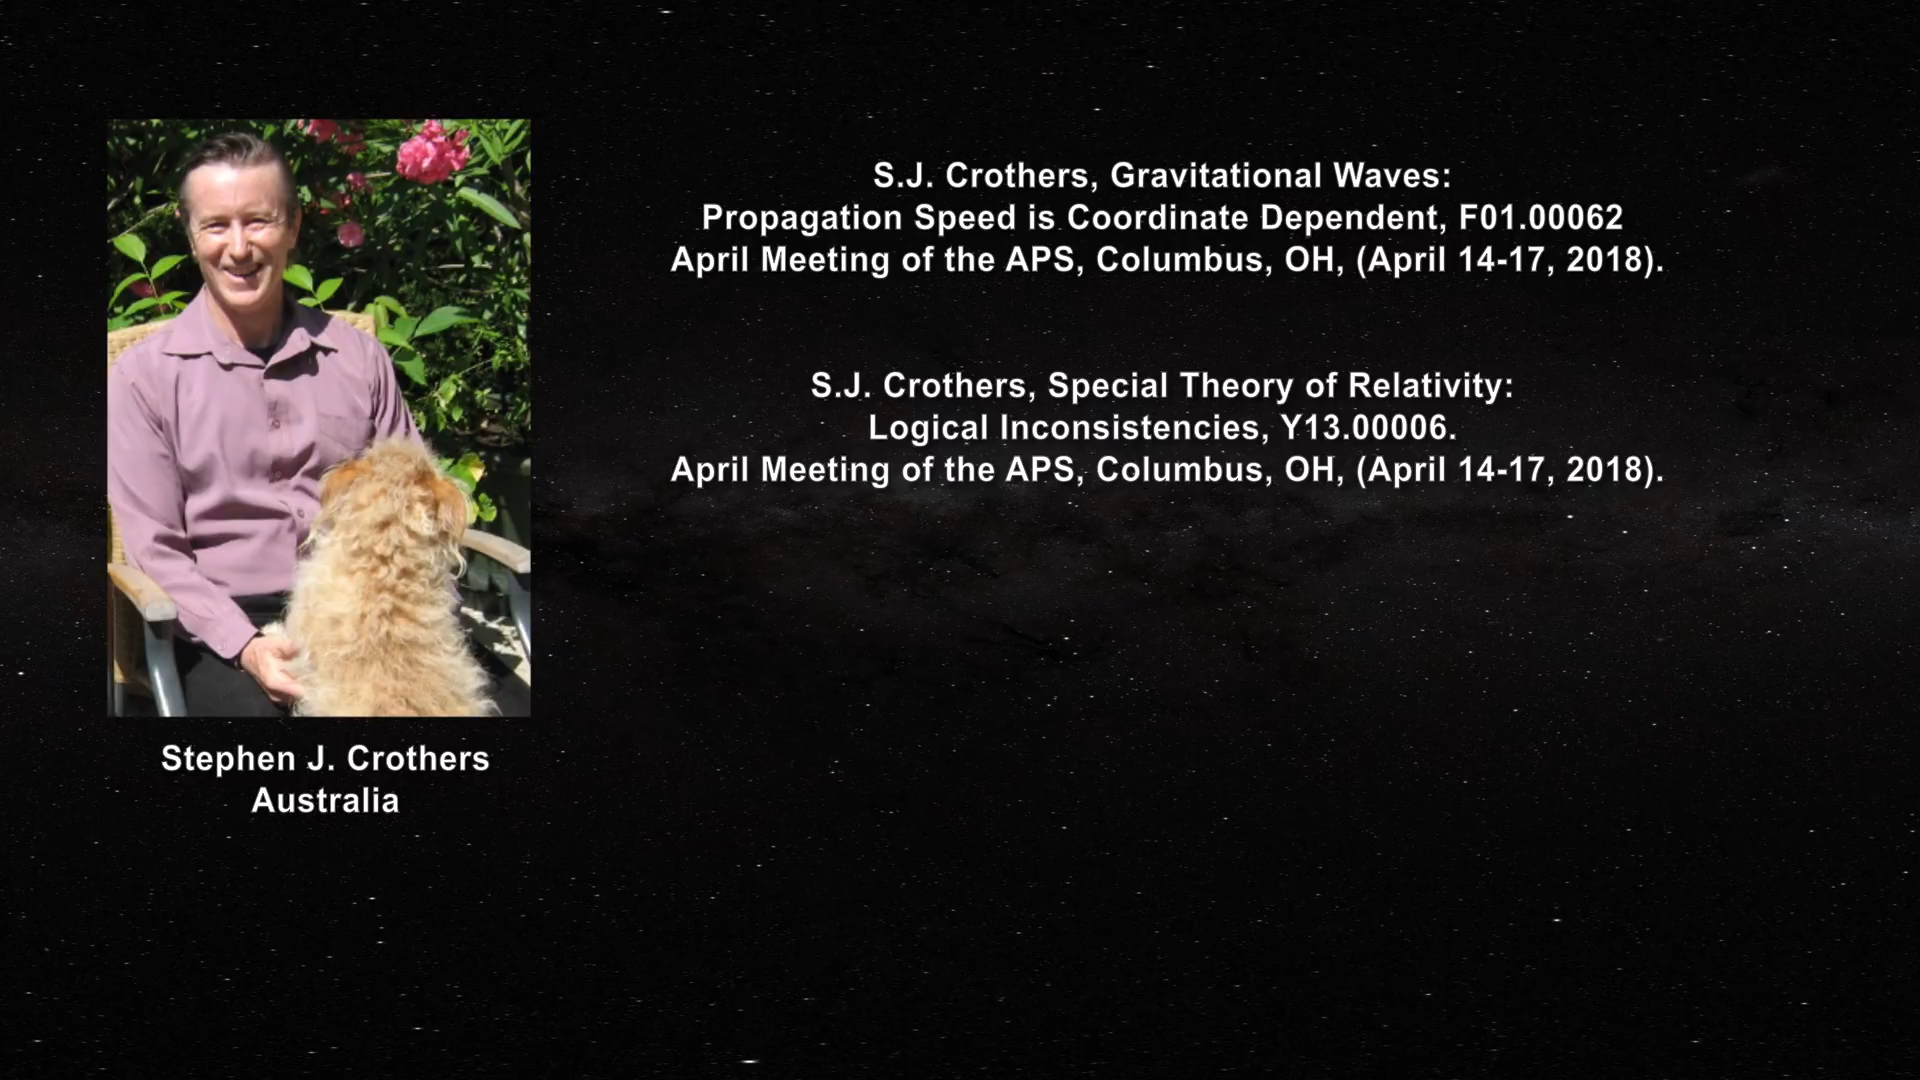 S.J. Crothers, Gravitational Waves:
Propagation Speed is Coordinate Dependent, F01.00062
April Meeting of the APS, Columbus, OH, (April 14-17, 2018).
S.J. Crothers, Special Theory of Relativity:
Logical Inconsistencies, Y13.00006.
April Meeting of the APS, Columbus, OH, (April 14-17, 2018).
Stephen J. Crothers
Australia